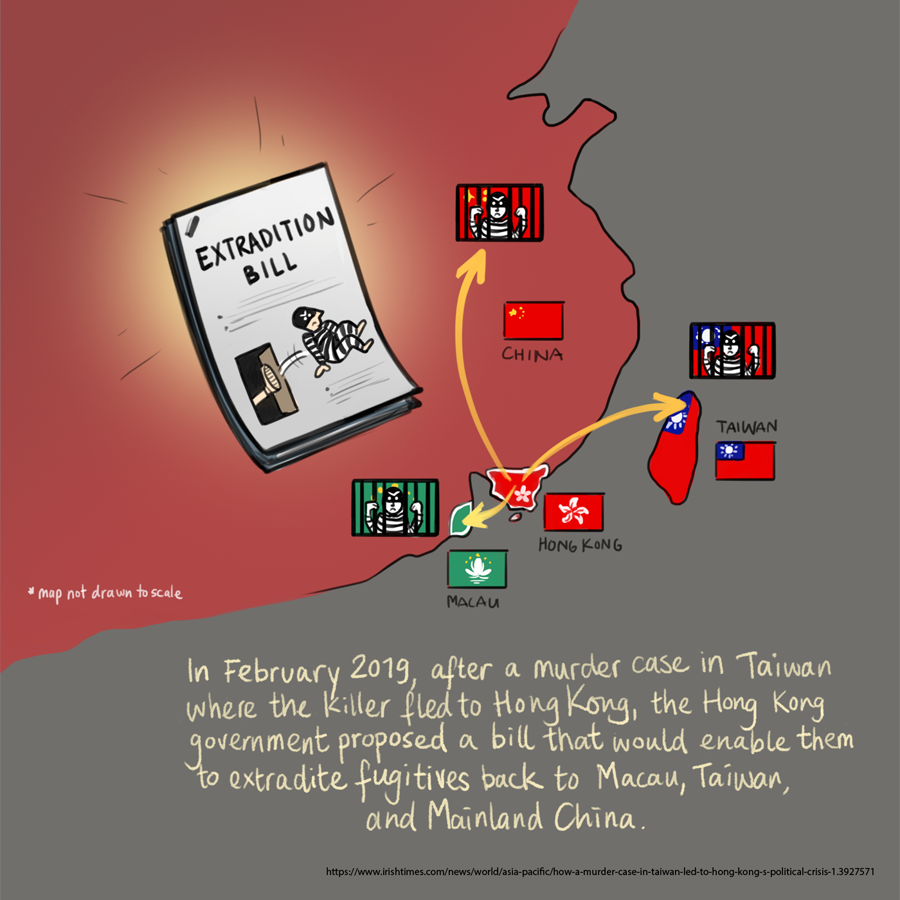 EXTRADITION
BILL
CHINA
TAIWAN
HONG KONG
MACAU
*map not drawn to scale
In February 2019, after a murder case in Taiwan
where the killer fled to Hong Kong, the Hong Kong
government proposed a bill that would enable them
to extradite fugitives back to Macau, Taiwan,
and Mainland China.
https://www.irishtimes.com/news/world/asia-pacific/how-a-murder-case-in-taiwan-led-to-hong-kong-s-political-crisis-1.3927571